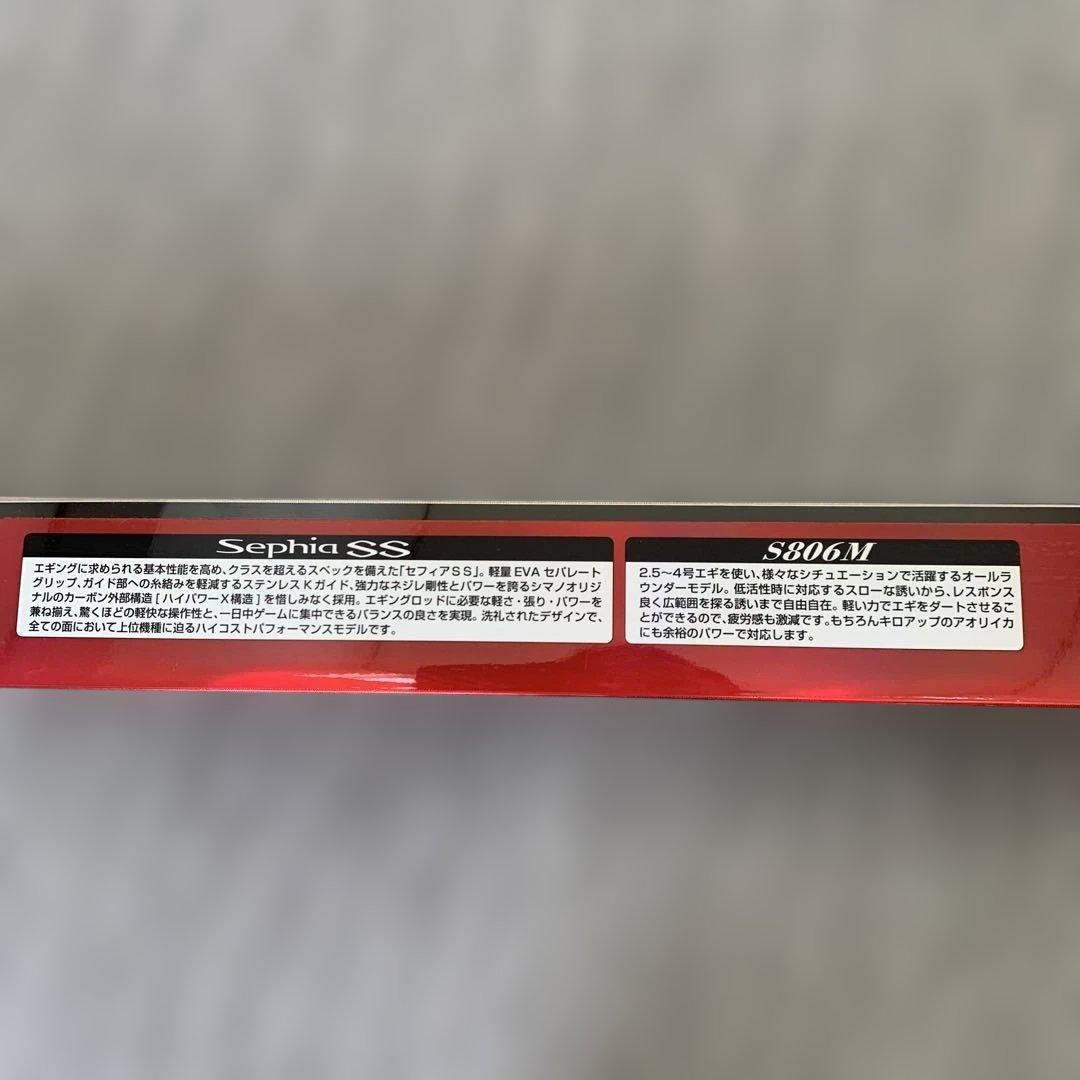 Sephia SS
エギングに求められる基本性能を高め、クラスを超えるスペックを備えた「セフィアSS」。軽量EVAセパレート
グリップ、ガイド部への糸絡みを軽減するステンレスKガイド、強力なネジレ剛性とパワーを誇るシマノオリジ
ナルのカーボン外部構造[ハイパワーX構造]を惜しみなく採用。エギングロッドに必要な軽さ・張り・パワーを
兼ね揃え、驚くほどの軽快な操作性と、一日中ゲームに集中できるバランスの良さを実現。洗礼されたデザインで、
全ての面において上位機種に迫るハイコストパフォーマンスモデルです。
S806M
2.5〜4号エギを使い、様々なシチュエーションで活躍するオールラ
ウンダーモデル。低活性時に対応するスローな誘いから、レスポンス
良く広範囲を探る誘いまで自由自在。軽い力でエギをダートさせるこ
とができるので、疲労感も激減です。もちろんキロアップのアオリイカ
にも余裕のパワーで対応します。